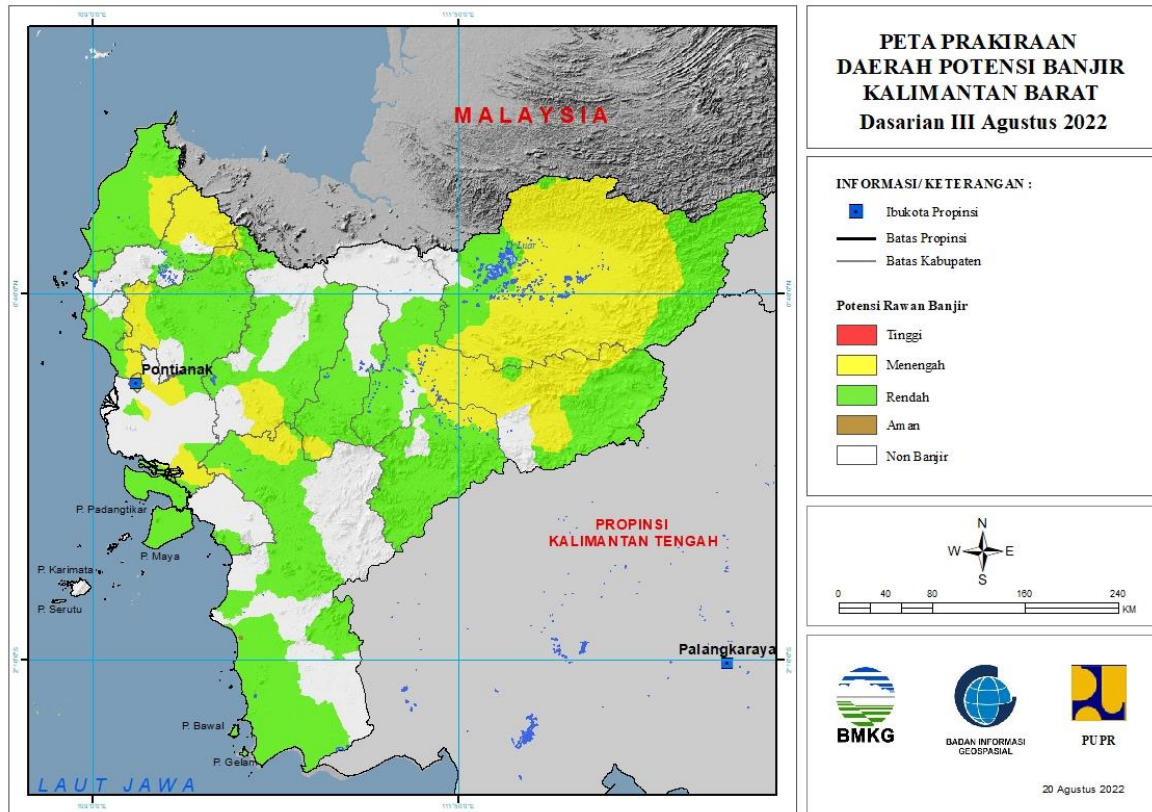 PETA PRAKIRAAN
DAERAH POTENSI BANJIR
KALIMANTAN BARAT
Dasarian III Agustus 2022
INFORMASI/ KETERANGAN :
Ibukota Propinsi
Batas Propinsi
Batas Kabupaten
Potensi Rawan Banjir
Tinggi
Menengah
Rendah
Aman
Non Banjir
N
W E
S
0 40 80 160 240
KM
BMKG
BADAN INFORMASI
GEOSPASIAL
PUPR
20 Agustus 2022
MALAYSIA
Pontianak
P. Padangtikar
P. Maya
P. Karimata
P. Serutu
PROPINSI
KALIMANTAN TENGAH
Palangkaraya
P. Bawal
P. Gelam
LAUT JAWA